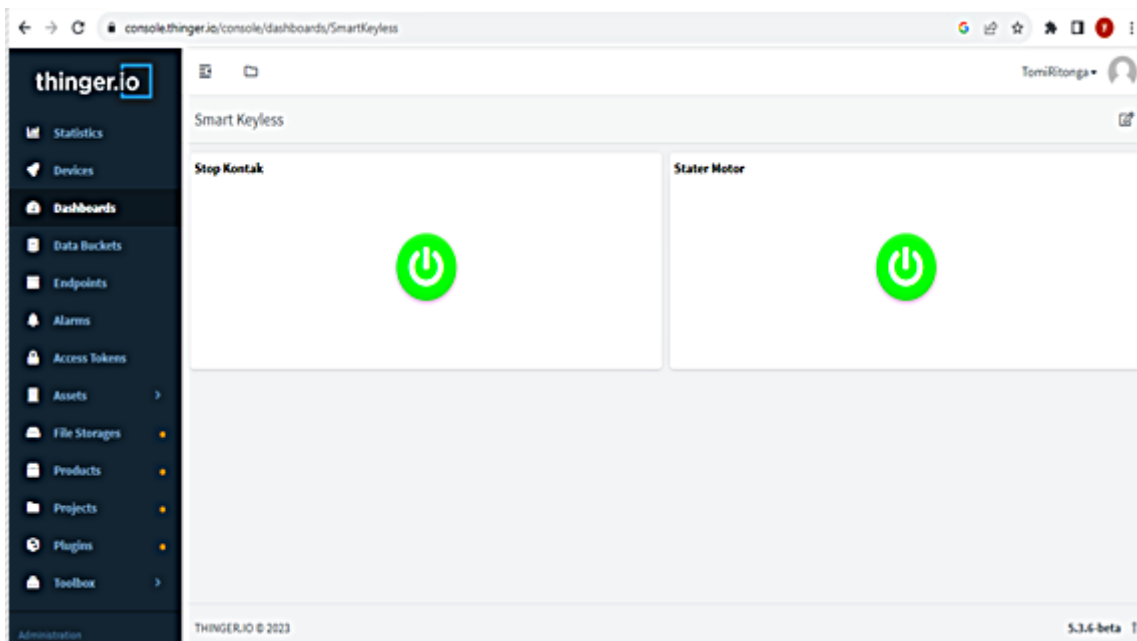 console.thinger.io/console/dashboards/SmartKeyless
thinger.io
TomiRitonga
Smart Keyless
Statistics
Devices
Dashboards
Data Buckets
Endpoints
Alarms
Access Tokens
Assets
File Storages
Products
Projects
Plugins
Toolbox
Administration
Stop Kontak
Stater Motor
THINGER.IO © 2023
5.3.6-beta